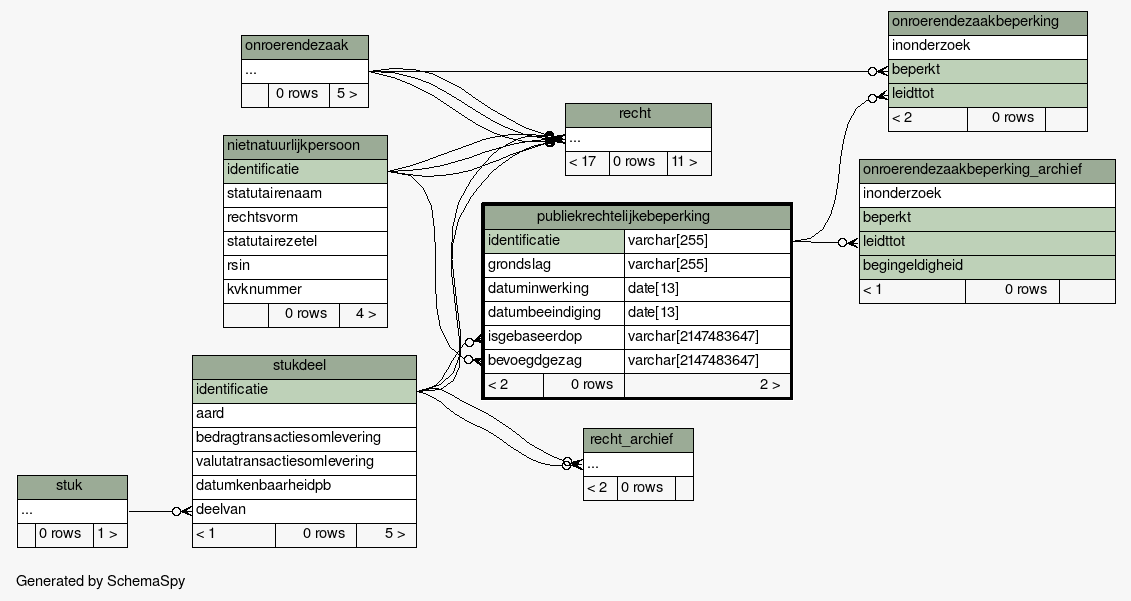 onroerendezaak
...
0 rows 5 >
nietnatuurlijkpersoon
identificatie
statutairenaam
rechtsvorm
statutairezetel
rsin
kvknummer
0 rows 4 >
stukdeel
identificatie
aard
bedragtransactiesomlevering
valutatransactiesomlevering
datumkenbaarheidpb
deelvan
< 1 0 rows 5 >
stuk
...
0 rows 1 >
recht
...
< 17 0 rows 11 >
publiekrechtelijkebeperking
identificatie varchar[255]
grondslag varchar[255]
datuminwerking date[13]
datumbeeindiging date[13]
isgebaseerdop varchar[2147483647]
bevoegdgezag varchar[2147483647]
< 2 0 rows 2 >
recht_archief
...
< 2 0 rows
onroerendezaakbeperking
inonderzoek
beperkt
leidttot
< 2 0 rows
onroerendezaakbeperking_archief
inonderzoek
beperkt
leidttot
begingeldigheid
< 1 0 rows
Generated by SchemaSpy